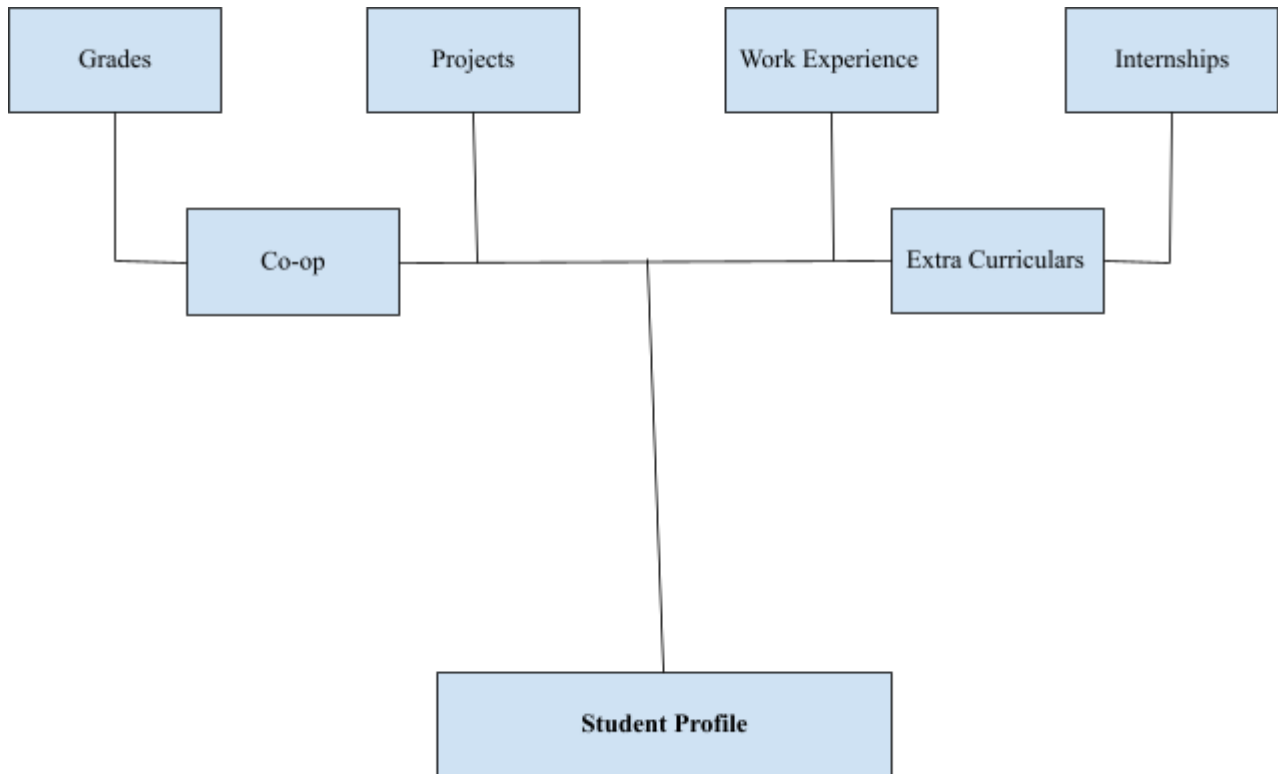 Grades
Projects
Work Experience
Internships
Co-op
Extra Curriculars
Student Profile